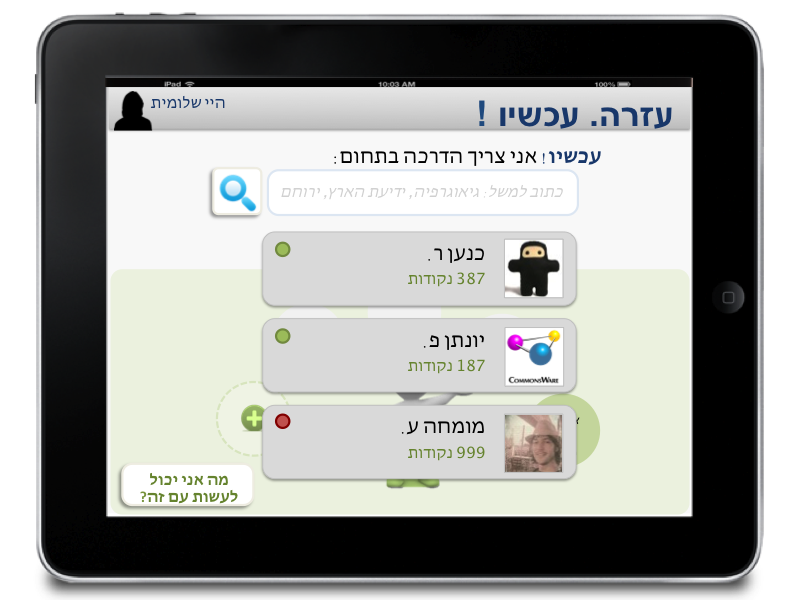 iPad 10:03 AM 100%
היי שלומית
עזרה. עכשיו !
עכשיו! אני צריך הדרכה בתחום:
כתוב למשל: גיאוגרפיה, ידיעת הארץ, ירוחם
כנען ר.
387 נקודות
יונתן פ.
187 נקודות
COMMONSWARE
מומחה ע.
999 נקודות
מה אני יכול
לעשות עם זה?